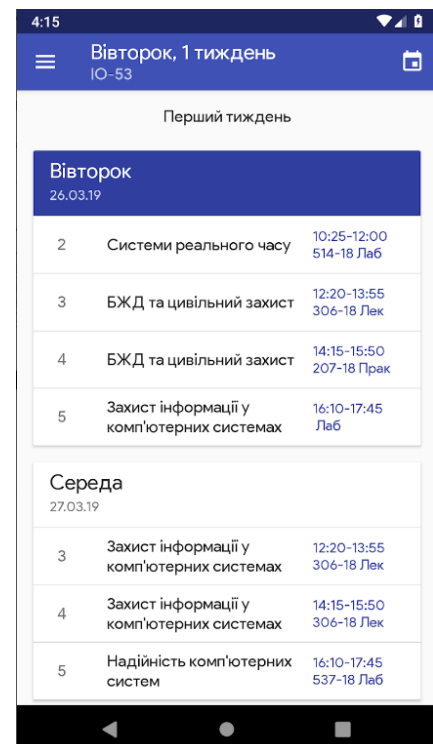 4:15
Вівторок, 1 тиждень
ІО-53
Перший тиждень
Вівторок
26.03.19
2 Системи реального часу 10:25-12:00
514-18 Лаб
3 БЖД та цивільний захист 12:20-13:55
306-18 Лек
4 БЖД та цивільний захист 14:15-15:50
207-18 Прак
5 Захист інформації у 16:10-17:45
комп'ютерних системах Лаб
Середа
27.03.19
3 Захист інформації у 12:20-13:55
комп'ютерних системах 306-18 Лек
4 Захист інформації у 14:15-15:50
комп'ютерних системах 306-18 Лек
5 Надійність комп'ютерних 16:10-17:45
систем 537-18 Лаб